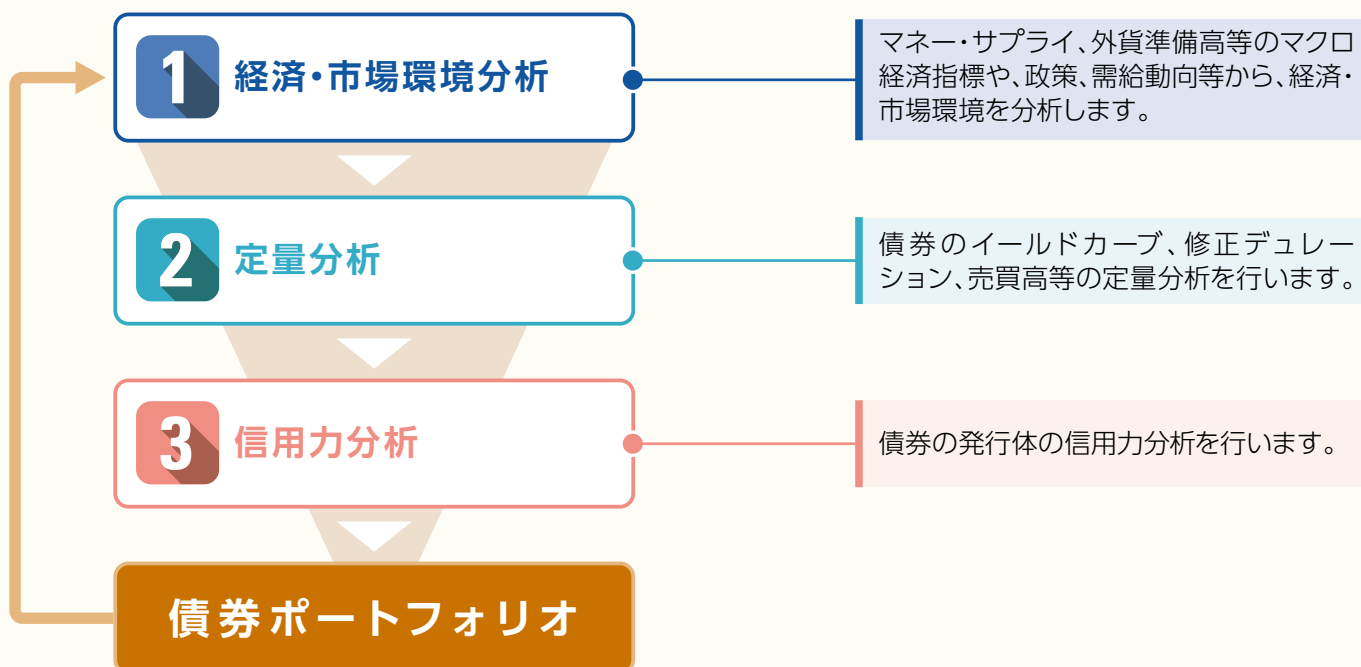 1 経済・市場環境分析
マネー・サプライ、外貨準備高等のマクロ
経済指標や、政策、需給動向等から、経済・
市場環境を分析します。
2 定量分析
債券のイールドカーブ、修正デュレー
ション、売買高等の定量分析を行います。
3 信用力分析
債券の発行体の信用力分析を行います。
債券ポートフォリオ